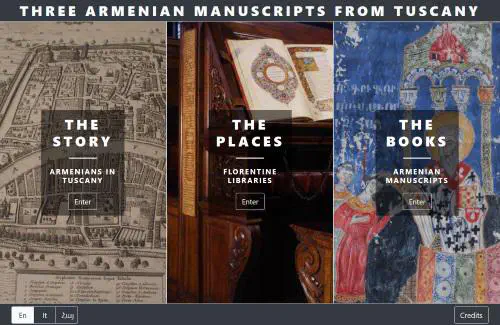 THREE ARMENIAN MANUSCRIPTS FROM TUSCANY
THE
STORY
ARMENIANS IN
TUSCANY
Enter
THE
PLACES
FLORENTINE
LIBRARIES
Enter
THE
BOOKS
ARMENIAN
MANUSCRIPTS
Enter
En
It
Հայ
Credits